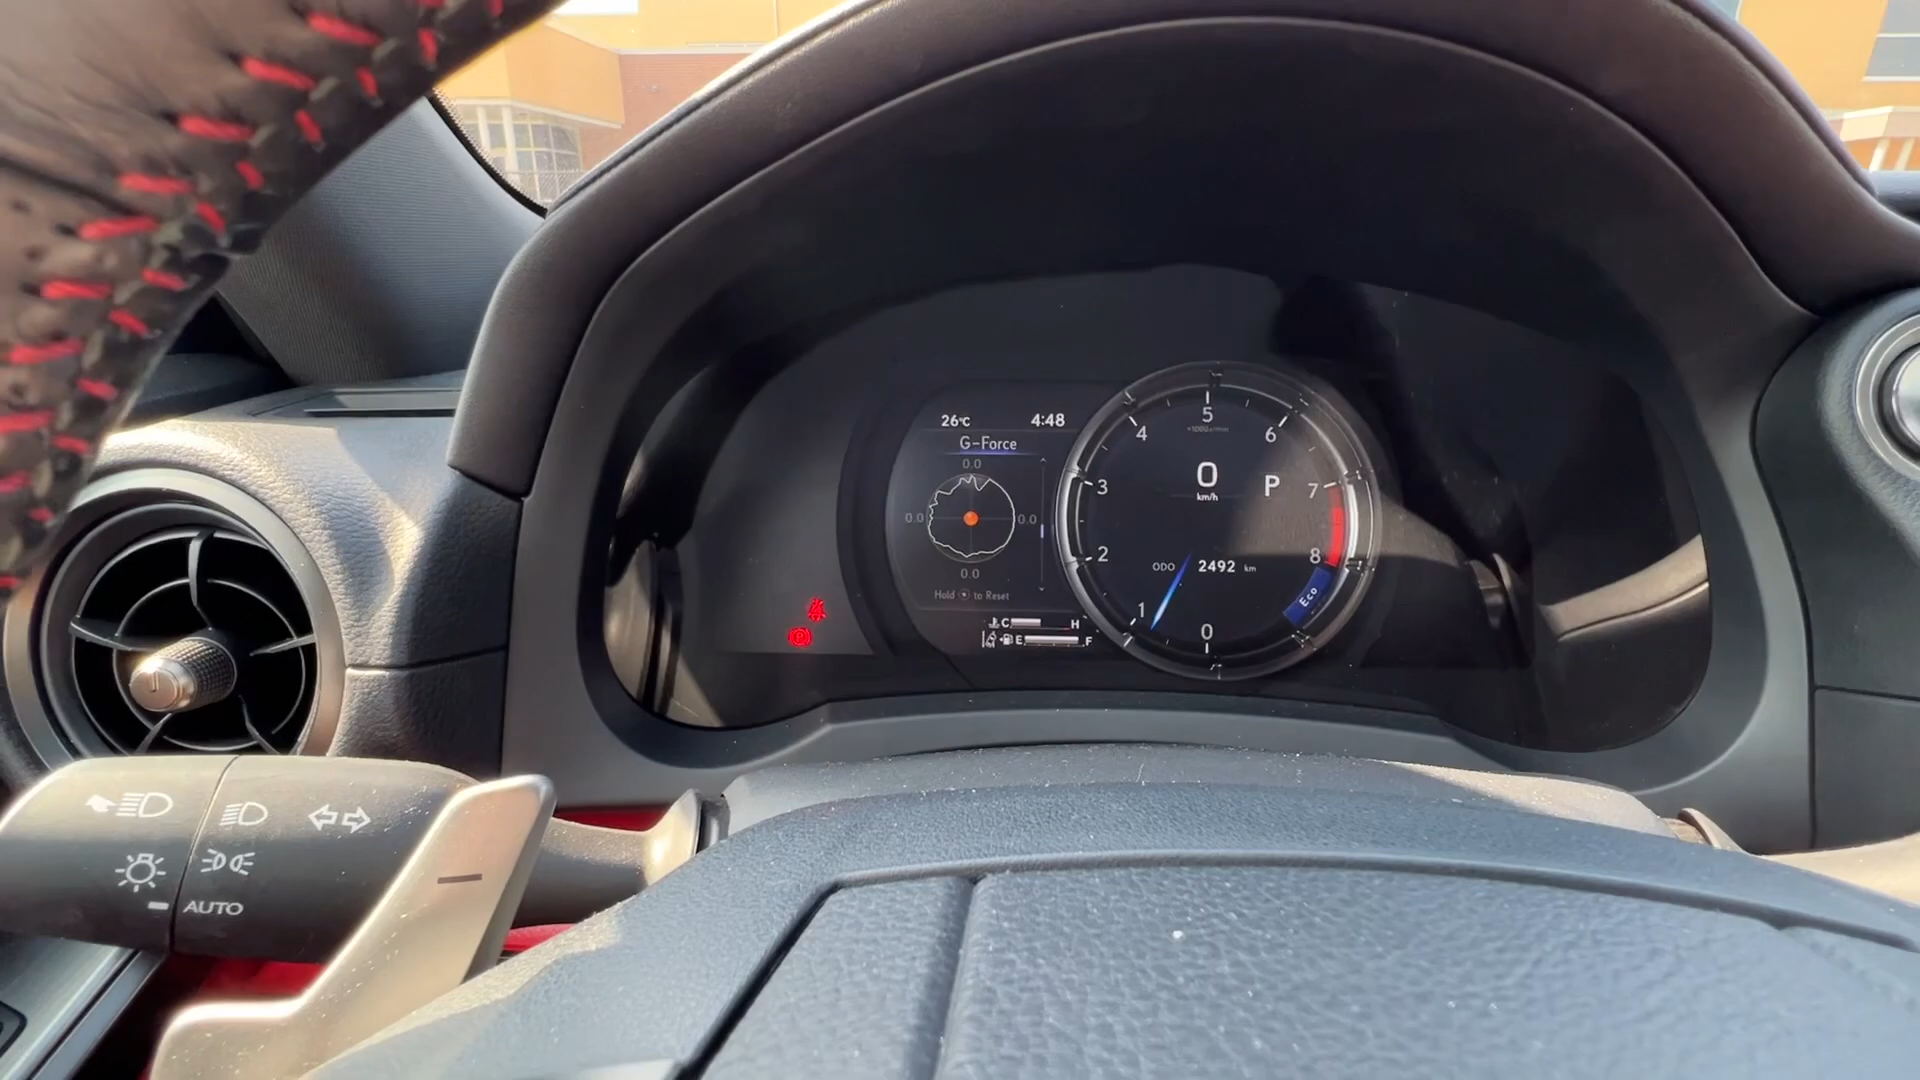 26°C 4:48
G-Force
0.0
0.0 0.0
0.0
Hold to Reset
C H
E F
5
4 6
3 7
2 8
1 0
0
km/h
P
ODO 2492 km
Eco
P
AUTO